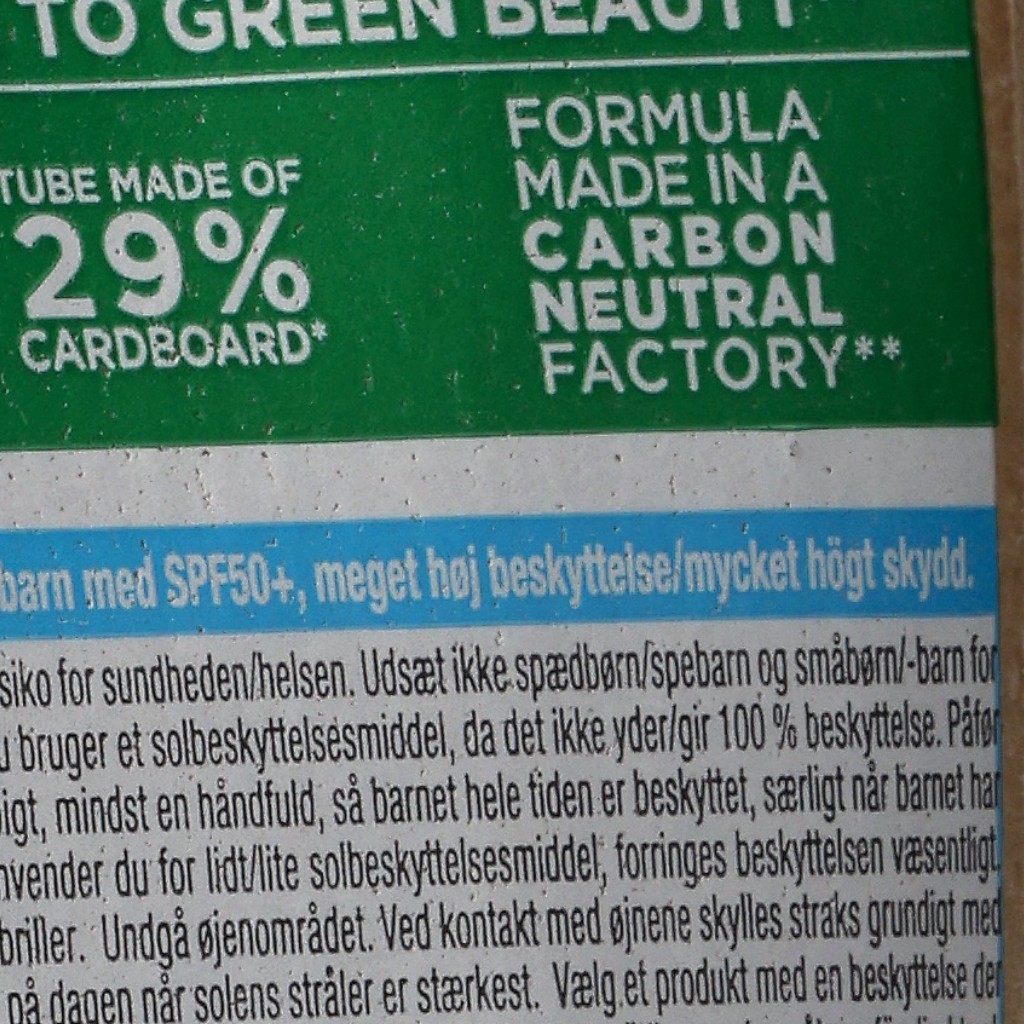 TO GREEN BEAUTY
TUBE MADE OF
29%
CARDBOARD*
FORMULA
MADE IN A
CARBON
NEUTRAL
FACTORY**
barn med SPF50+, meget høj beskyttelse/mycket högt skydd.
siko for sundheden/helsen. Udsæt ikke spædbørn/spebarn og småbørn/-barn for
u bruger et solbeskyttelsesmiddel, da det ikke yder/gir 100 % beskyttelse. Påfør
igt, mindst en håndfuld, så barnet hele tiden er beskyttet, særligt når barnet har
nvender du for lidt/lite solbeskyttelsesmiddel, forringes beskyttelsen væsentligt.
briller. Undgå øjenområdet. Ved kontakt med øjnene skylles straks grundigt med
på dagen når solens stråler er stærkest. Vælg et produkt med en beskyttelse der